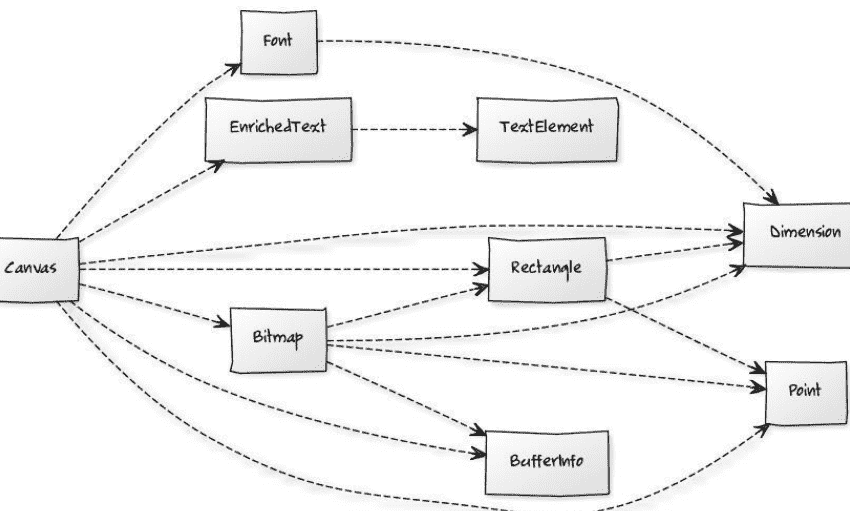 Font
EnrichedText
TextElement
Dimension
Canvas
Rectangle
Bitmap
Point
BufferInfo